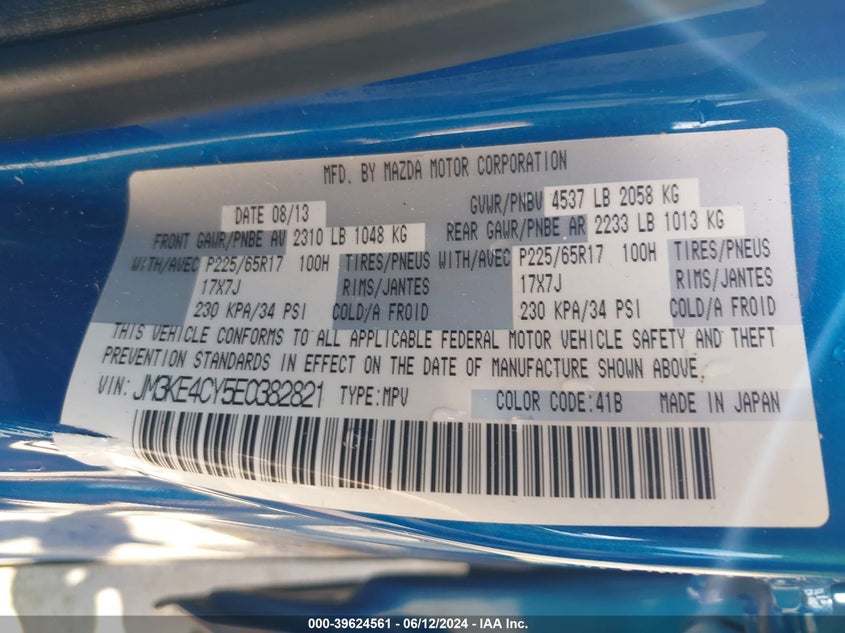 MFD. BY MAZDA MOTOR CORPORATION
DATE 08/13 GVWR/PNBV 4537 LB 2058 KG
FRONT GAWR/PNBE AV 2310 LB 1048 KG REAR GAWR/PNBE AR 2233 LB 1013 KG
WITH/AVEC P225/65R17 100H TIRES/PNEUS WITH/AVEC P225/65R17 100H TIRES/PNEUS
17X7J RIMS/JANTES 17X7J RIMS/JANTES
230 KPA/34 PSI COLD/A FROID 230 KPA/34 PSI COLD/A FROID
THIS VEHICLE CONFORMS TO ALL APPLICABLE FEDERAL MOTOR VEHICLE SAFETY AND THEFT
PREVENTION STANDARDS IN EFFECT ON THE DATE OF MANUFACTURE SHOWN ABOVE.
VIN: JM3KE4CY5E0382821 TYPE:MPV COLOR CODE:41B MADE IN JAPAN
000-39624561 - 06/12/2024 - IAA Inc.